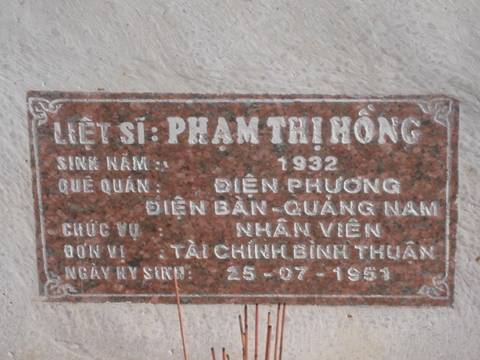 LIỆT SĨ: PHẠM THỊ HỒNG
SINH NĂM: 1932
QUÊ QUÁN: ĐIỆN PHƯƠNG
ĐIỆN BÀN-QUẢNG NAM
CHỨC VỤ: NHÂN VIÊN
ĐƠN VỊ: TÀI CHÍNH BÌNH THUẬN
NGÀY HY SINH: 25-07-1951